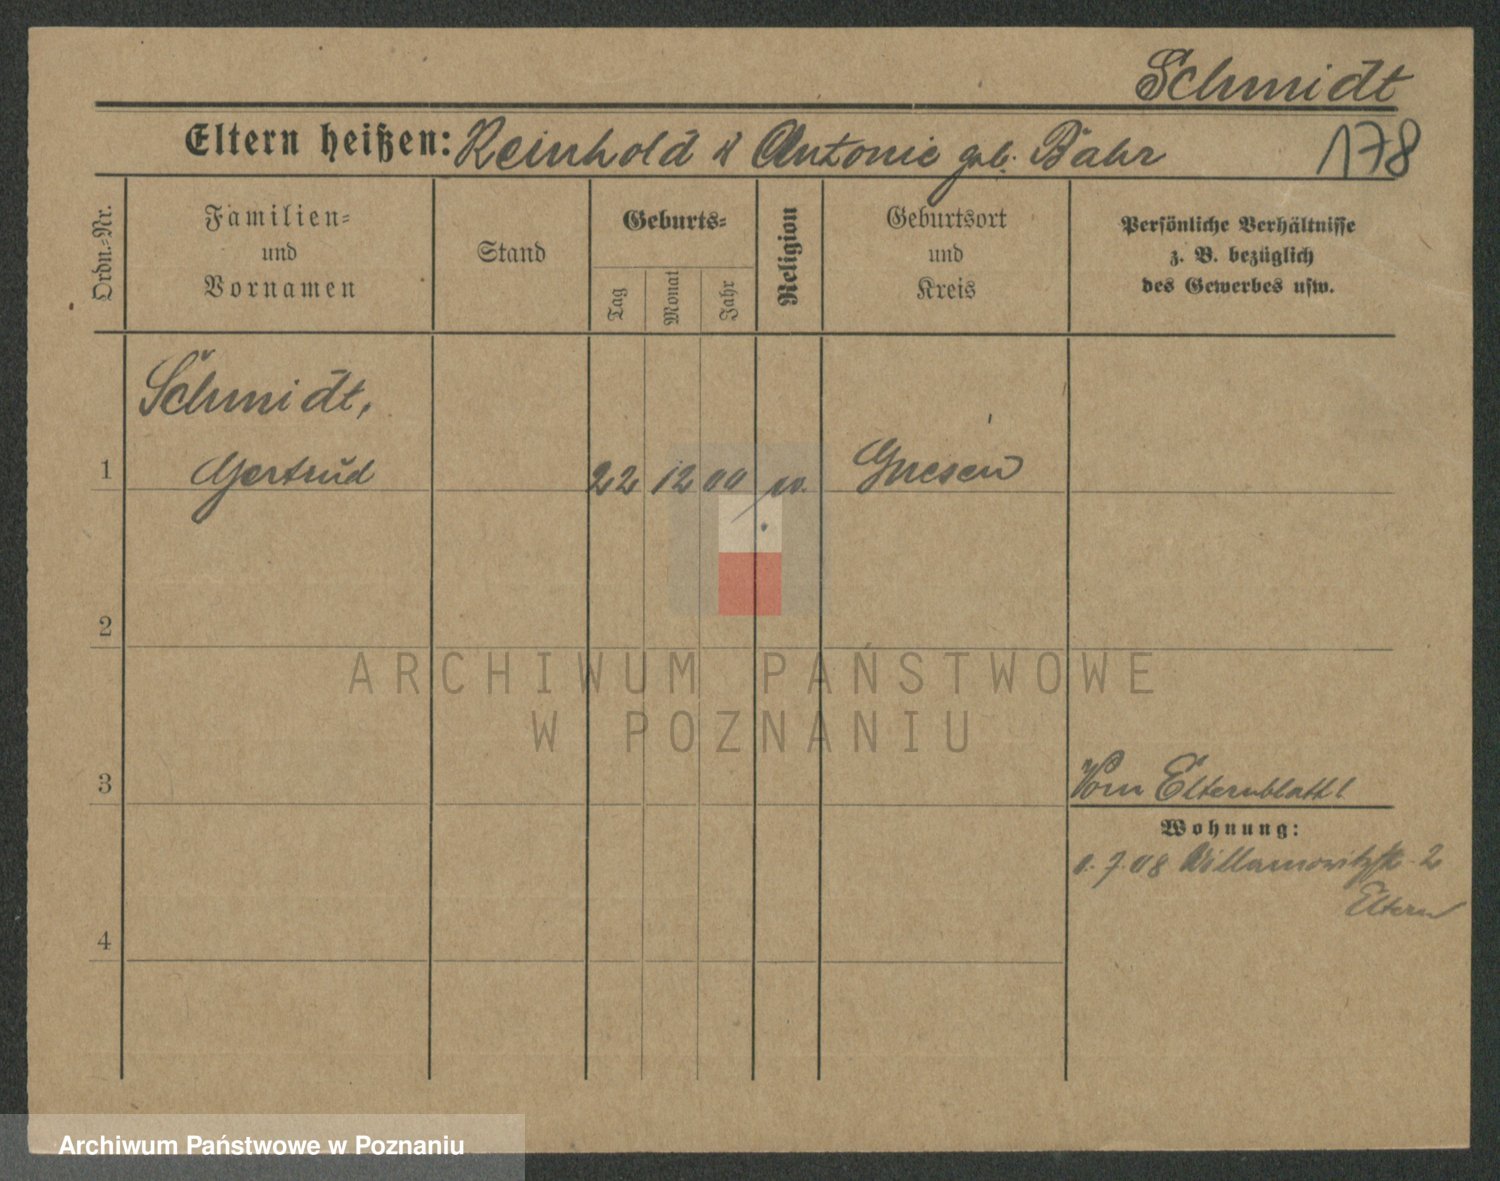 Schmidt
Eltern heißen: Reinhold u Antonie geb. Bähr
178
Ordn.-Nr.
Familien-
und
Vornamen
Stand
Geburts-
Tag
Monat
Jahr
Religion
Geburtsort
und
Kreis
Persönliche Verhältnisse
z. B. bezüglich
des Gewerbes usw.
Schmidt,
1 Gertrud 22 12 00 Gnesen
2
ARCHIWUM PAŃSTWOWE
W POZNANIU
3
Vom Elternblatt!
Wohnung:
7.08 2
Eltern
4
Archiwum Państwowe w Poznaniu